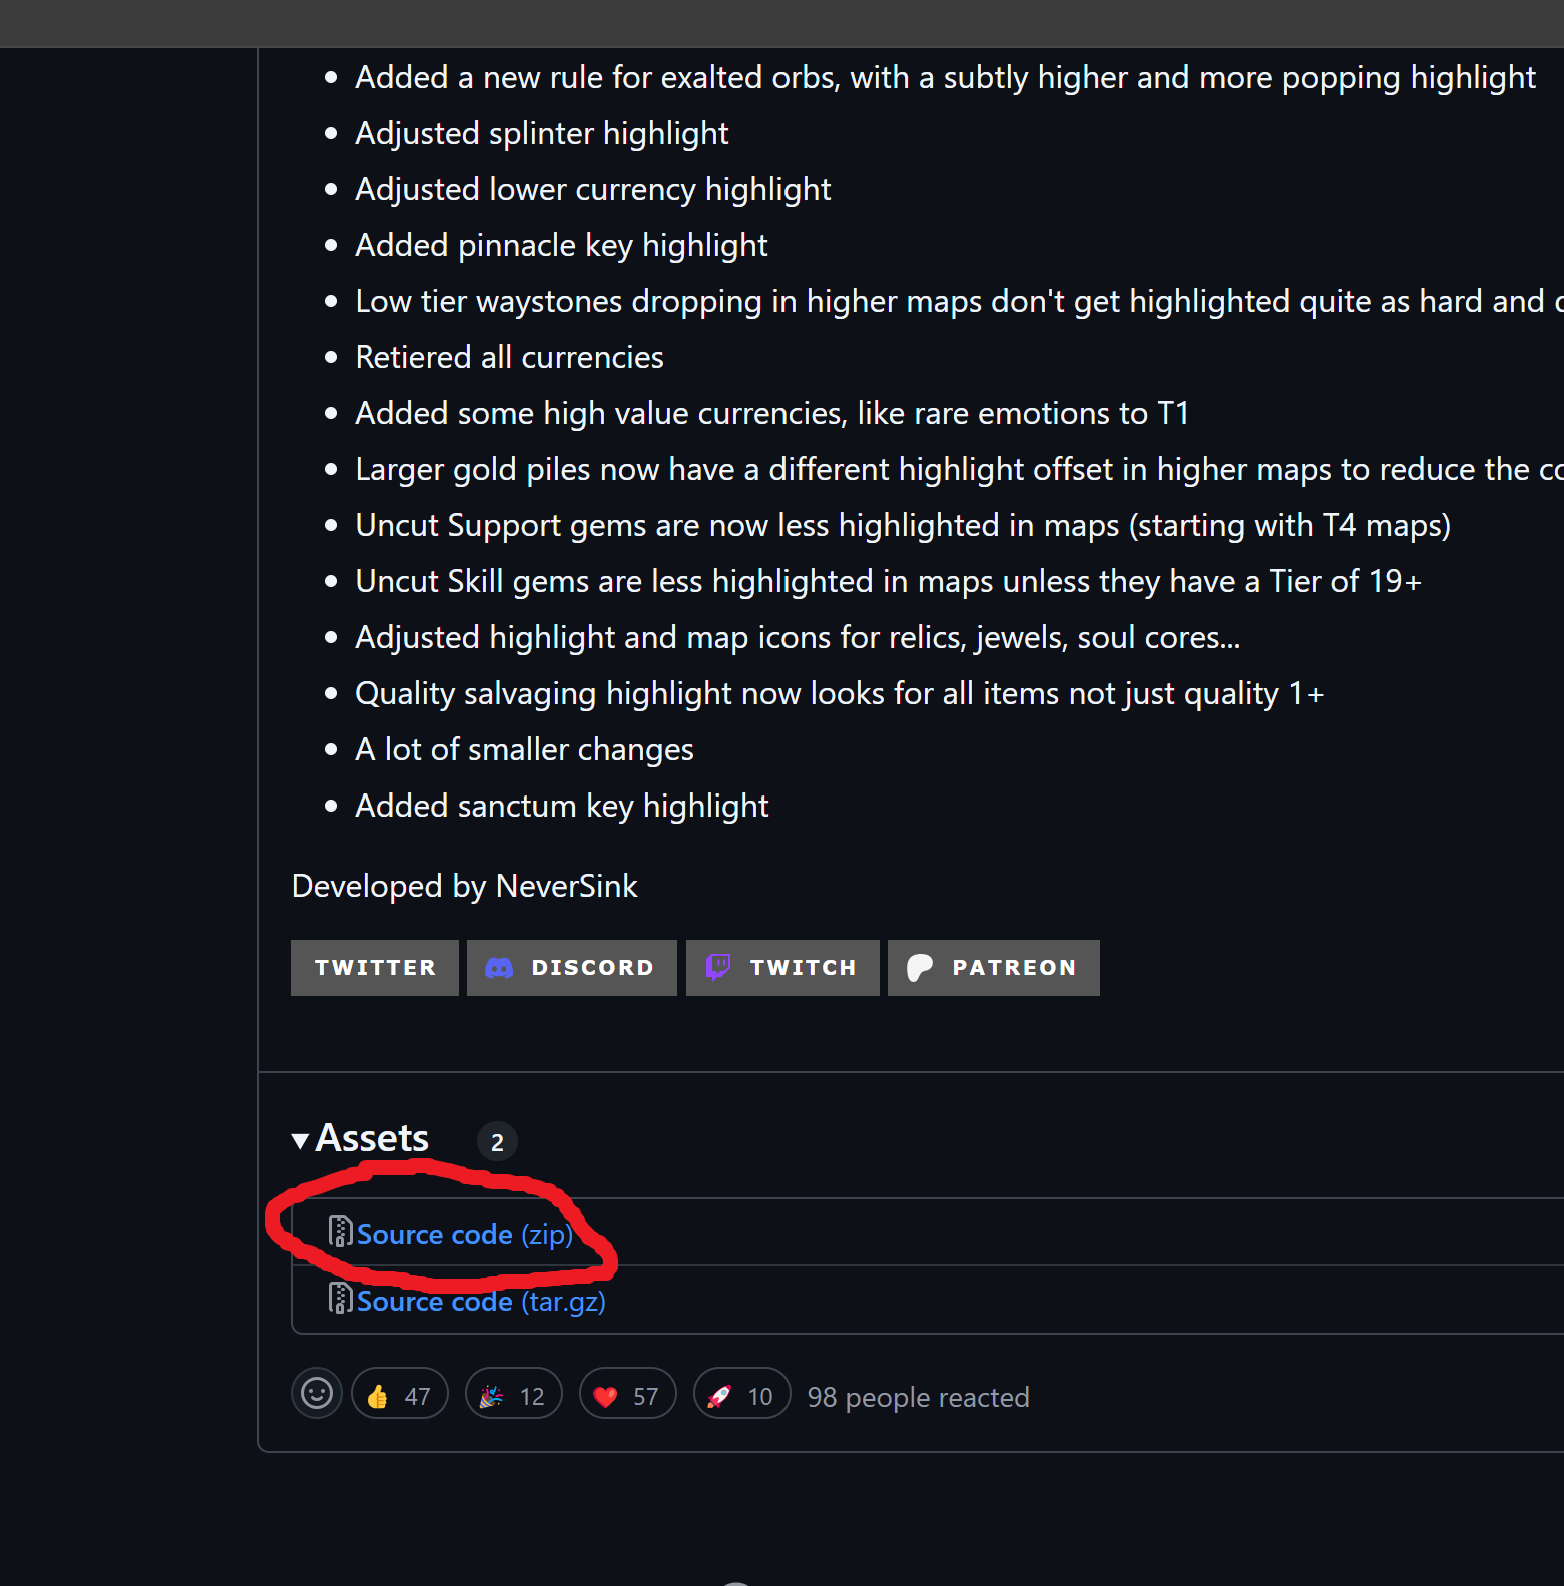 Added a new rule for exalted orbs, with a subtly higher and more popping highlight
Adjusted splinter highlight
Adjusted lower currency highlight
Added pinnacle key highlight
Low tier waystones dropping in higher maps don't get highlighted quite as hard and
Retiered all currencies
Added some high value currencies, like rare emotions to T1
Larger gold piles now have a different highlight offset in higher maps to reduce the
Uncut Support gems are now less highlighted in maps (starting with T4 maps)
Uncut Skill gems are less highlighted in maps unless they have a Tier of 19+
Adjusted highlight and map icons for relics, jewels, soul cores...
Quality salvaging highlight now looks for all items not just quality 1+
A lot of smaller changes
Added sanctum key highlight
Developed by NeverSink
TWITTER DISCORD TWITCH PATREON
Assets 2
Source code (zip)
Source code (tar.gz)
47 12 57 10 98 people reacted